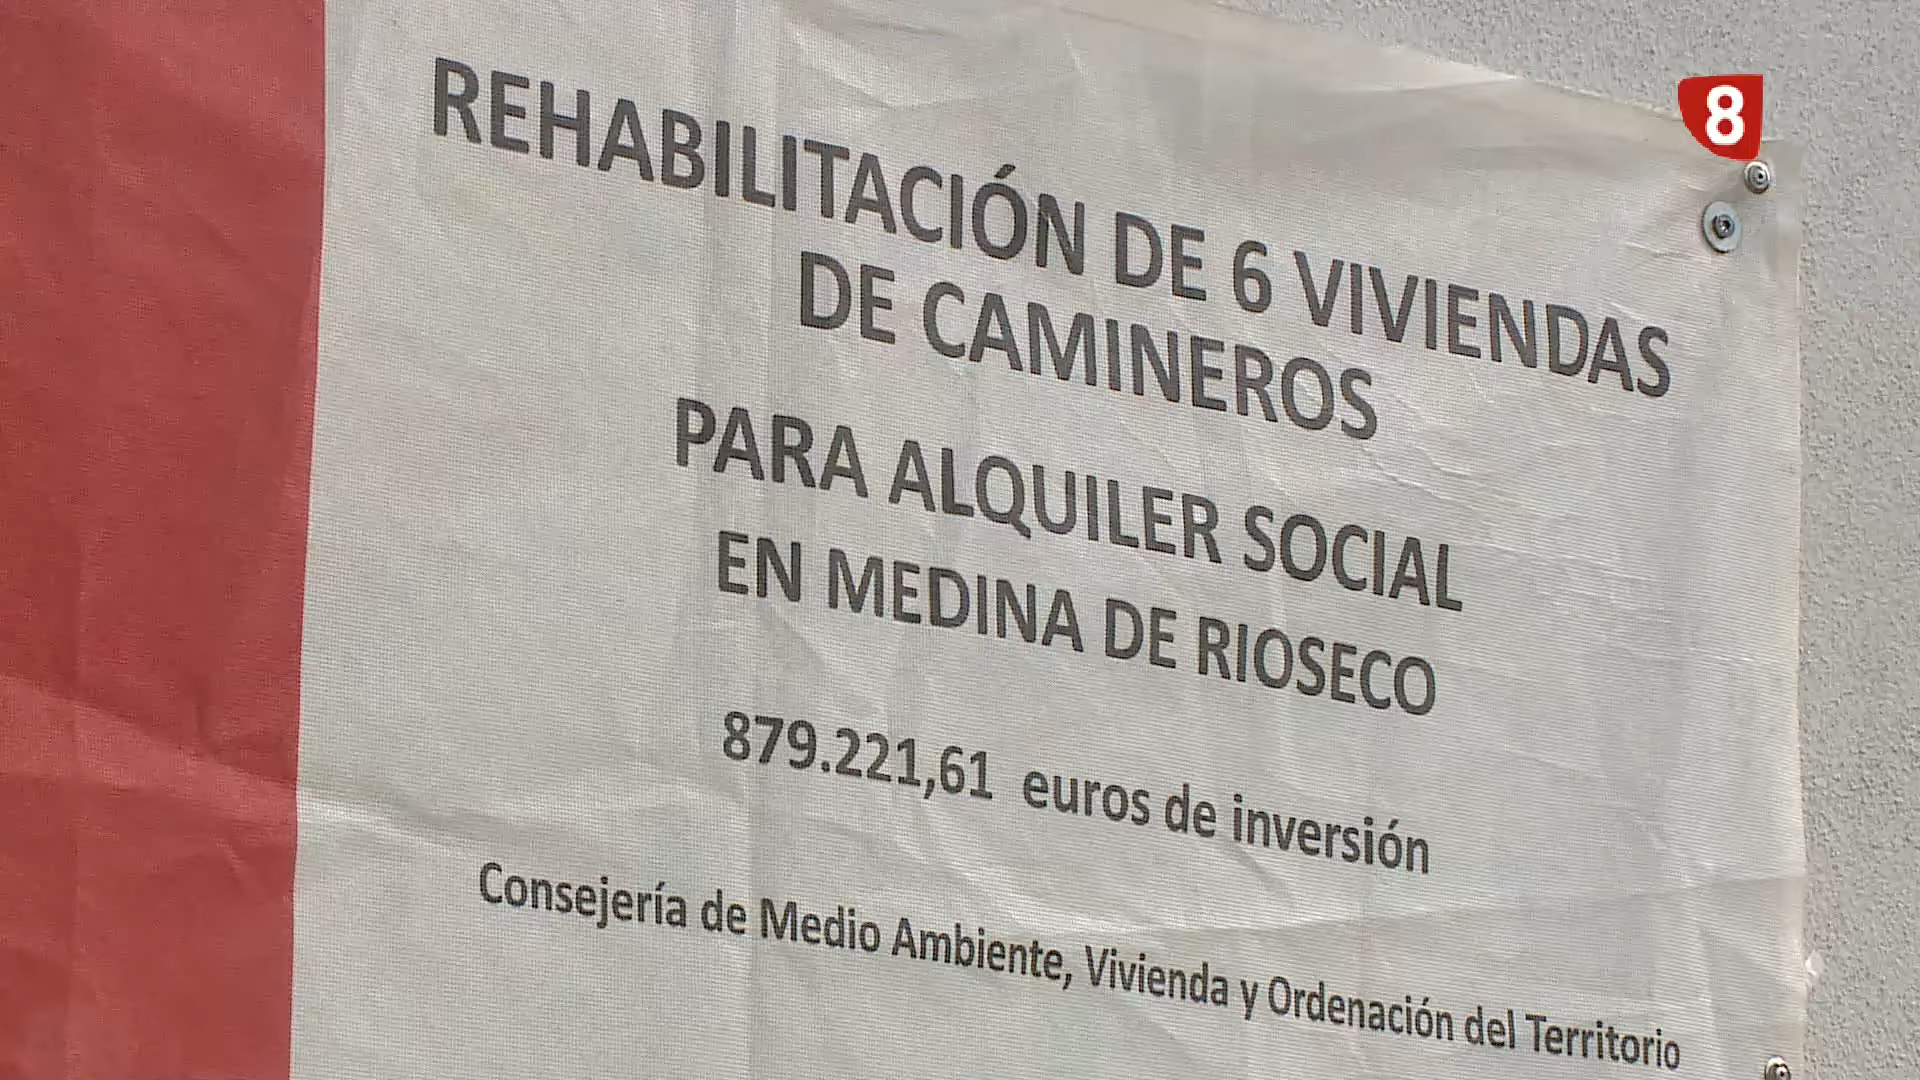 8
REHABILITACIÓN DE 6 VIVIENDAS
DE CAMINEROS
PARA ALQUILER SOCIAL
EN MEDINA DE RIOSECO
879.221,61 euros de inversión
Consejería de Medio Ambiente, Vivienda y Ordenación del Territorio